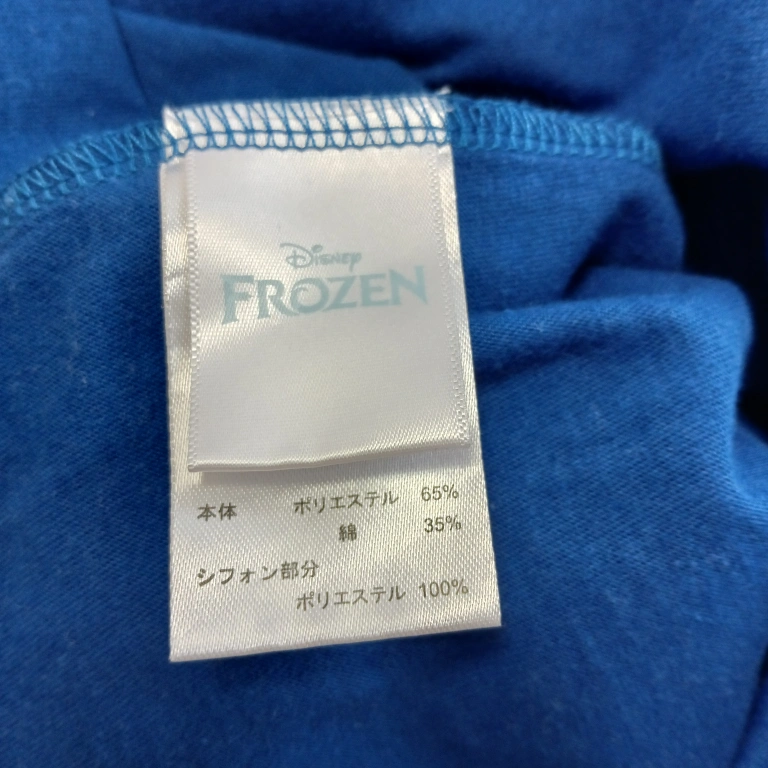 Disney
FROZEN
本体 ポリエステル 65%
綿 35%
シフォン部分
ポリエステル 100%